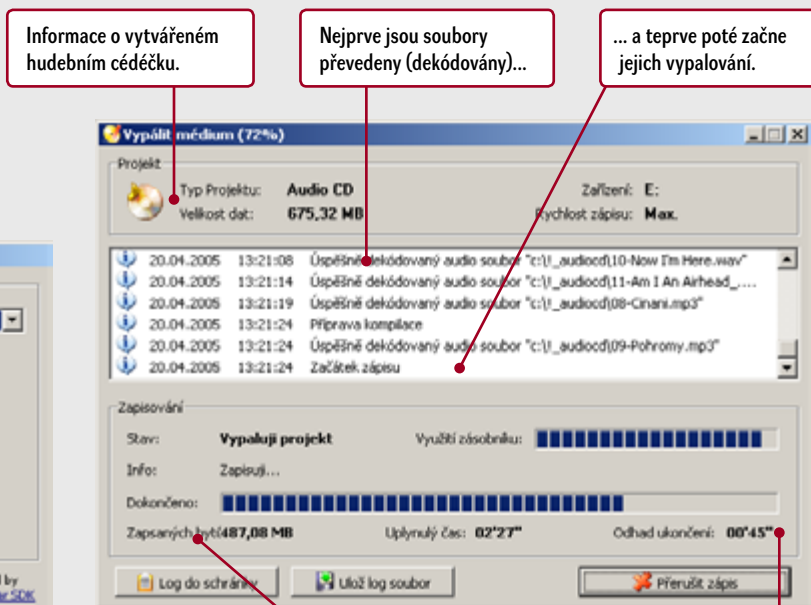 Informace o vytvářeném
hudebním cédéčku.
Nejprve jsou soubory
převedeny (dekódovány)...
... a teprve poté začne
jejich vypalování.
Vypálit médium (72%)
Projekt
Typ Projektu: Audio CD Zařízení: E:
Velikost dat: 675,32 MB Rychlost zápisu: Max.
20.04.2005 13:21:08 Úspěšně dekódovaný audio soubor "c:\!_audiocd\10-Now I'm Here.wav"
20.04.2005 13:21:14 Úspěšně dekódovaný audio soubor "c:\!_audiocd\11-Am I An Airhead_....
20.04.2005 13:21:19 Úspěšně dekódovaný audio soubor "c:\!_audiocd\08-Cinani.mp3"
20.04.2005 13:21:24 Příprava kompilace
20.04.2005 13:21:24 Úspěšně dekódovaný audio soubor "c:\!_audiocd\09-Pohromy.mp3"
20.04.2005 13:21:24 Začátek zápisu
Zapisování
Stav: Vypaluji projekt Využití zásobníku:
Info: Zapisuji...
Dokončeno:
Zapsaných bytů 487,08 MB Uplynulý čas: 02'27" Odhad ukončení: 00'45"
Log do schránky Ulož log soubor Přerušit zápis
by
SDK